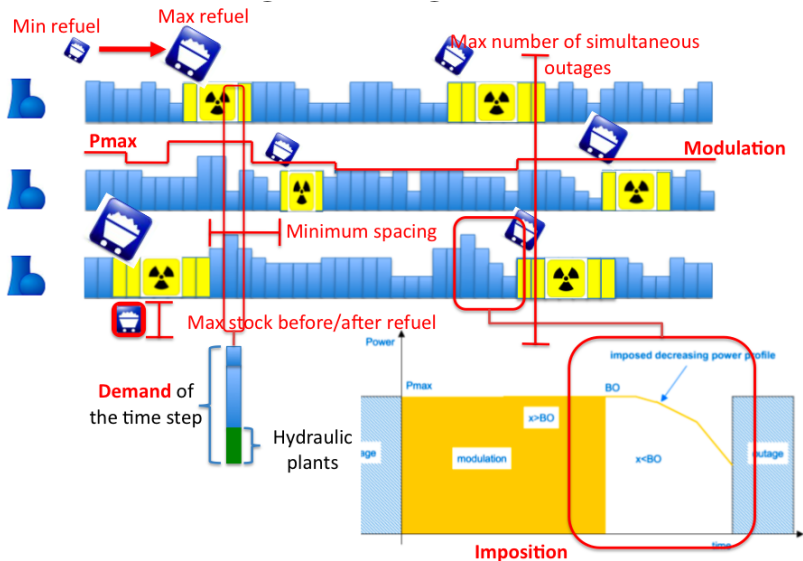 Min refuel
Max refuel
Max number of simultaneous
outages
Pmax
Modulation
Minimum spacing
Max stock before/after refuel
Demand of
the time step
Hydraulic
plants
Power
imposed decreasing power profile
Pmax
BO
x>BO
modulation
x<BO
outage
time
Imposition